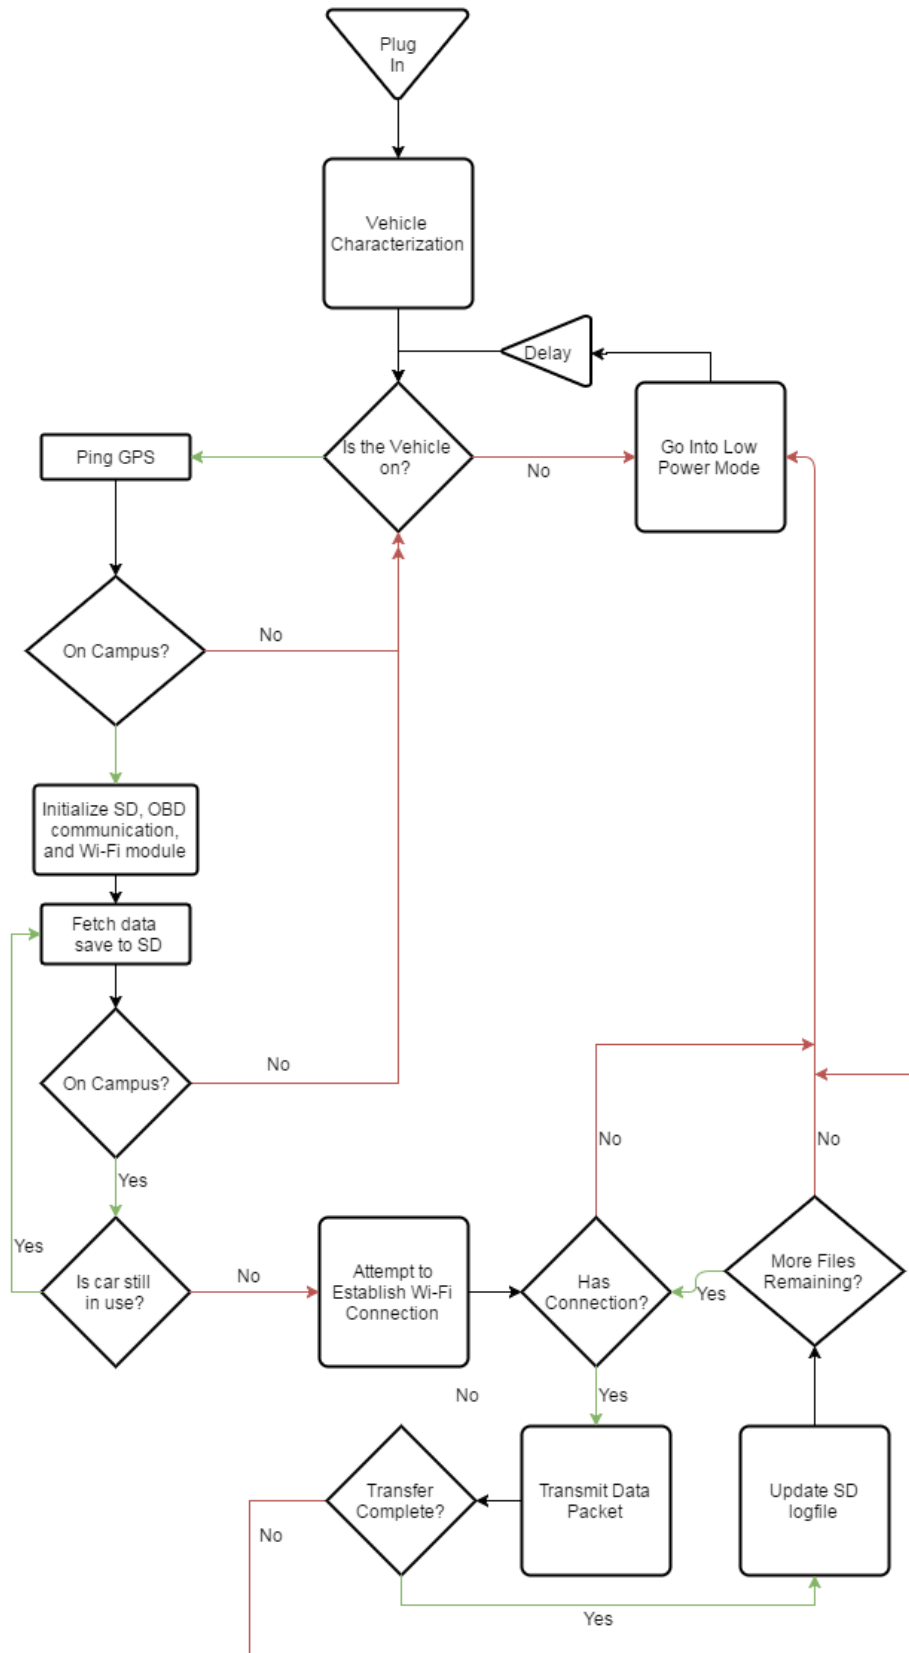 Plug
In
Vehicle
Characterization
Delay
Is the Vehicle
on?
No
Go Into Low
Power Mode
Ping GPS
On Campus?
No
Initialize SD, OBD
communication,
and Wi-Fi module
Fetch data
save to SD
On Campus?
No
Yes
Yes
Is car still
in use?
No
Attempt to
Establish Wi-Fi
Connection
No
Has
Connection?
Yes
No
More Files
Remaining?
Yes
No
Transfer
Complete?
No
Transmit Data
Packet
Update SD
logfile
Yes